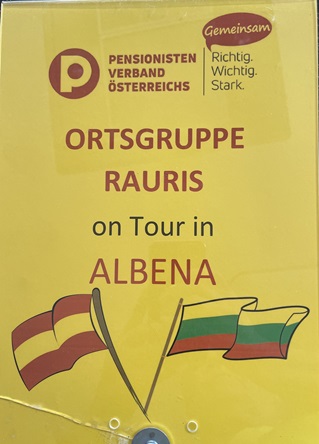 PENSIONISTEN
VERBAND
ÖSTERREICHS
Gemeinsam
Richtig.
Wichtig.
Stark.
ORTSGRUPPE
RAURIS
on Tour in
ALBENA